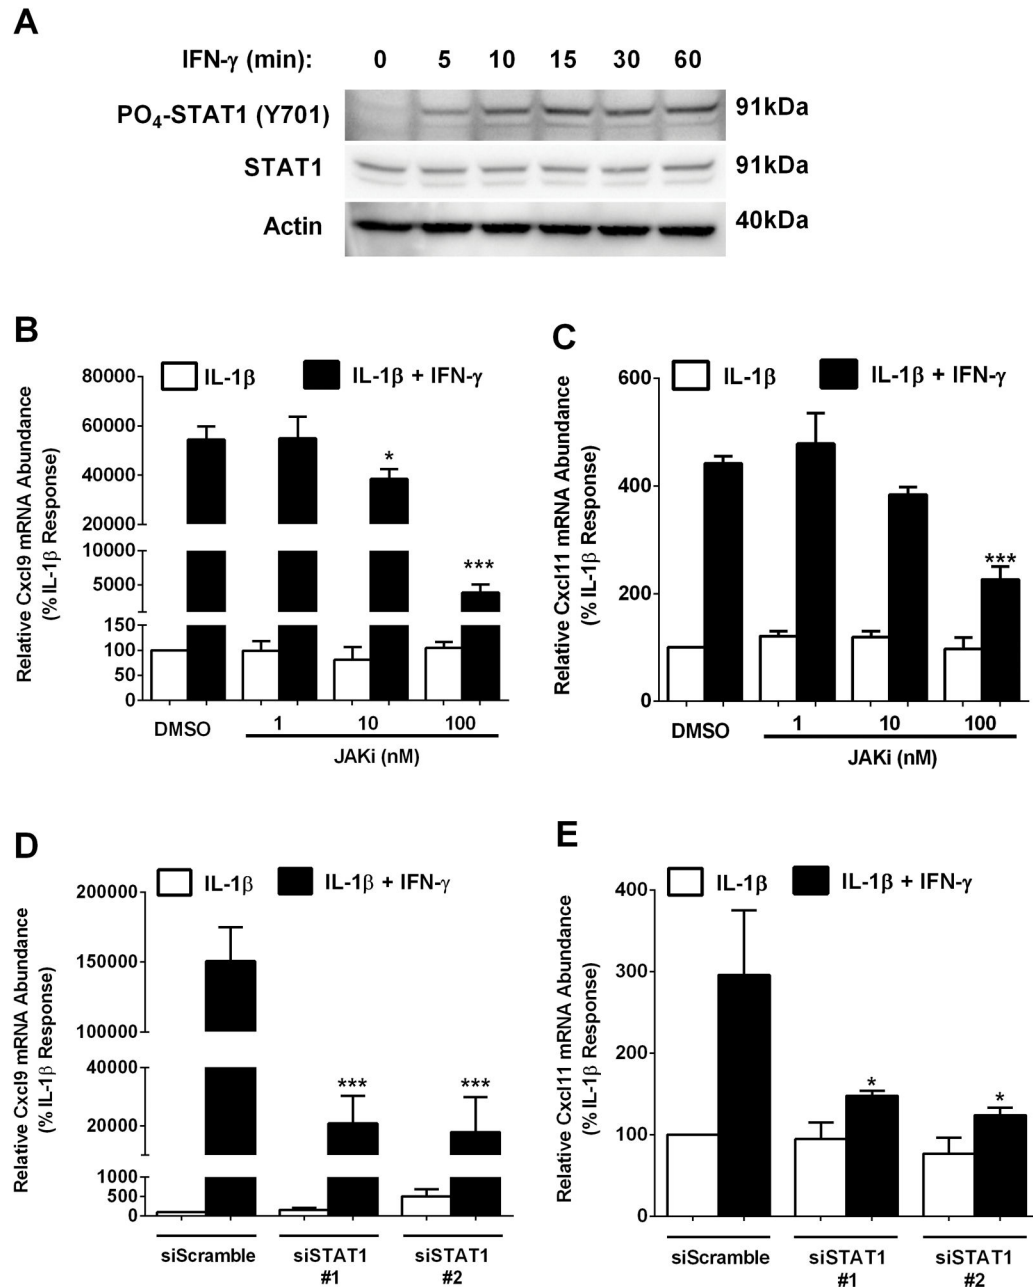 A
IFN-γ (min): 0 5 10 15 30 60
PO4-STAT1 (Y701) 91kDa
STAT1 91kDa
Actin 40kDa
B
IL-1β IL-1β + IFN-γ
Relative Cxcl9 mRNA Abundance
(% IL-1β Response)
80000
60000
40000
20000
10000
5000
150
100
50
0
*
***
DMSO 1 10 100
JAKi (nM)
C
IL-1β IL-1β + IFN-γ
Relative Cxcl11 mRNA Abundance
(% IL-1β Response)
600
400
200
0
***
DMSO 1 10 100
JAKi (nM)
D
IL-1β IL-1β + IFN-γ
Relative Cxcl9 mRNA Abundance
(% IL-1β Response)
200000
150000
100000
40000
20000
1000
500
0
*** ***
siScramble siSTAT1 siSTAT1
#1 #2
E
IL-1β IL-1β + IFN-γ
Relative Cxcl11 mRNA Abundance
(% IL-1β Response)
400
300
200
100
0
* *
siScramble siSTAT1 siSTAT1
#1 #2